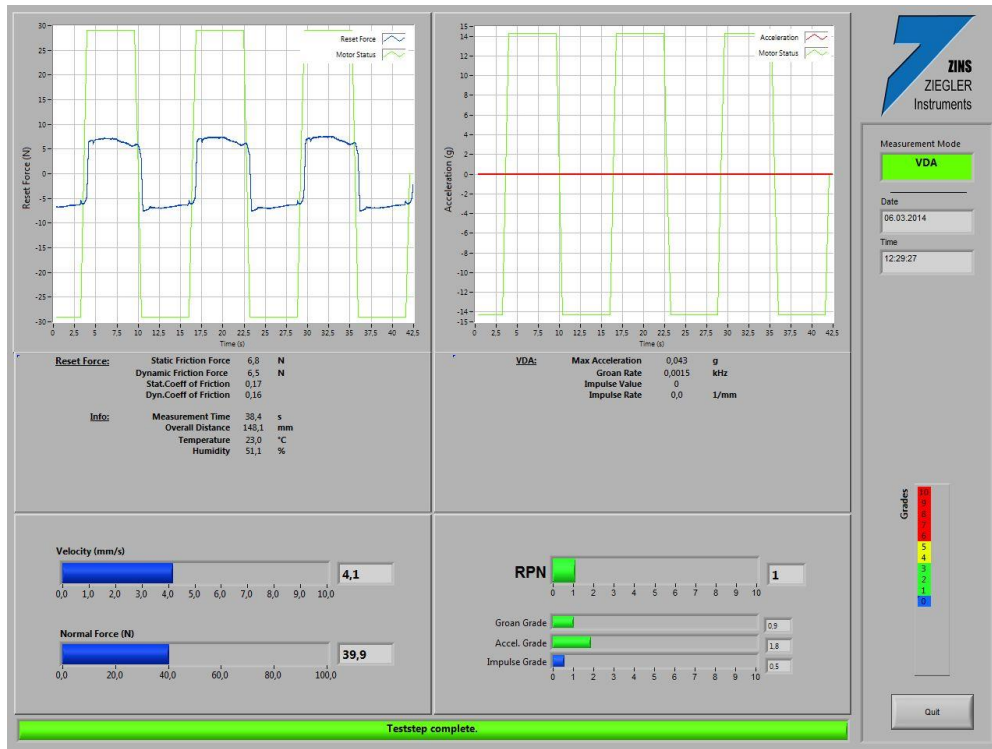 30-
25-
20-
15-
10-
5-
0-
-5-
-10-
-15-
-20-
-25-
-30-
Reset Force (N)
Reset Force
Motor Status
0 2.5 5 7.5 10 12.5 15 17.5 20 22.5 25 27.5 30 32.5 35 37.5 40 42.5
Time (s)
15-
14-
12-
10-
8-
6-
4-
2-
0-
-2-
-4-
-6-
-8-
-10-
-12-
-14-
-15-
Acceleration (g)
Acceleration
Motor Status
0 2.5 5 7.5 10 12.5 15 17.5 20 22.5 25 27.5 30 32.5 35 37.5 40 42.5
Time (s)
ZINS
ZIEGLER
Instruments
Measurement Mode
VDA
Date
06.03.2014
Time
12:29:27
Reset Force: Static Friction Force 6,8 N
Dynamic Friction Force 6,5 N
Stat.Coeff of Friction 0,17
Dyn.Coeff of Friction 0,16
Info: Measurement Time 38,4 s
Overall Distance 148,1 mm
Temperature 23,0 °C
Humidity 51,1 %
VDA: Max Acceleration 0,043 g
Groan Rate 0,0015 kHz
Impulse Value 0
Impulse Rate 0,0 1/mm
Velocity (mm/s)
4,1
0,0 1,0 2,0 3,0 4,0 5,0 6,0 7,0 8,0 9,0 10,0
Normal Force (N)
39,9
0,0 20,0 40,0 60,0 80,0 100,0
RPN
1
0 1 2 3 4 5 6 7 8 9 10
Groan Grade 0,9
Accel. Grade 1,8
Impulse Grade 0,5
0 1 2 3 4 5 6 7 8 9 10
Grades
10
9
8
7
6
5
4
3
2
1
0
Quit
Teststep complete.